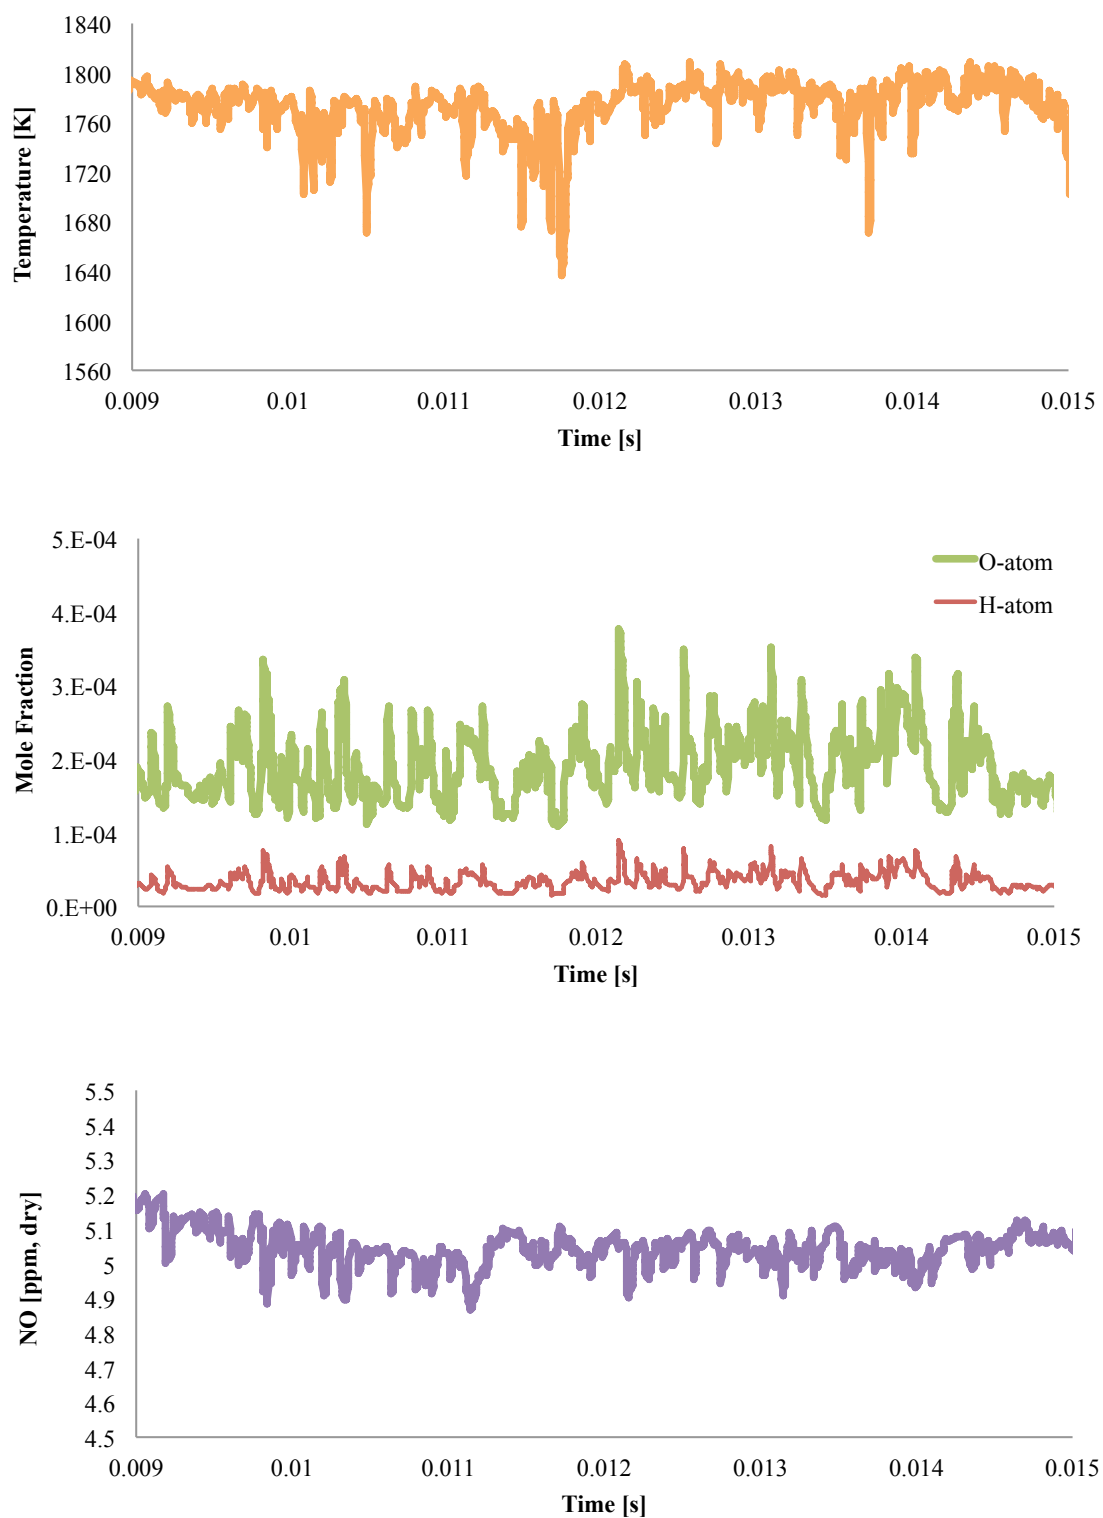 Temperature [K]
1840
1800
1760
1720
1680
1640
1600
1560
0.009 0.01 0.011 0.012 0.013 0.014 0.015
Time [s]
Mole Fraction
5.E-04
4.E-04
3.E-04
2.E-04
1.E-04
0.E+00
O-atom
H-atom
0.009 0.01 0.011 0.012 0.013 0.014 0.015
Time [s]
NO [ppm, dry]
5.5
5.4
5.3
5.2
5.1
5
4.9
4.8
4.7
4.6
4.5
0.009 0.01 0.011 0.012 0.013 0.014 0.015
Time [s]